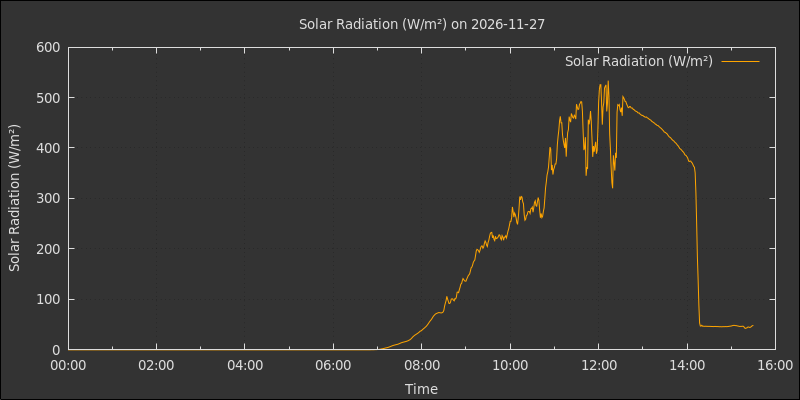 Solar Radiation (W/m²) on 2026-11-27
Solar Radiation (W/m²)
Solar Radiation (W/m²)
600
500
400
300
200
100
0
00:00 02:00 04:00 06:00 08:00 10:00 12:00 14:00 16:00
Time